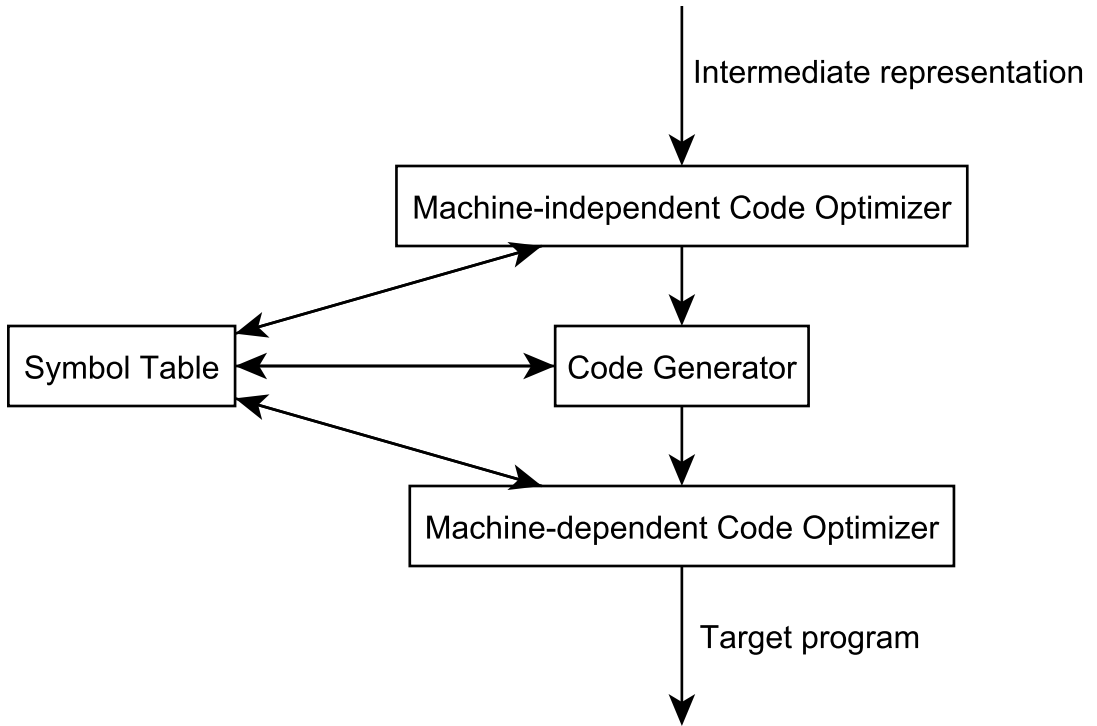 Intermediate representation
Machine-independent Code Optimizer
Symbol Table
Code Generator
Machine-dependent Code Optimizer
Target program